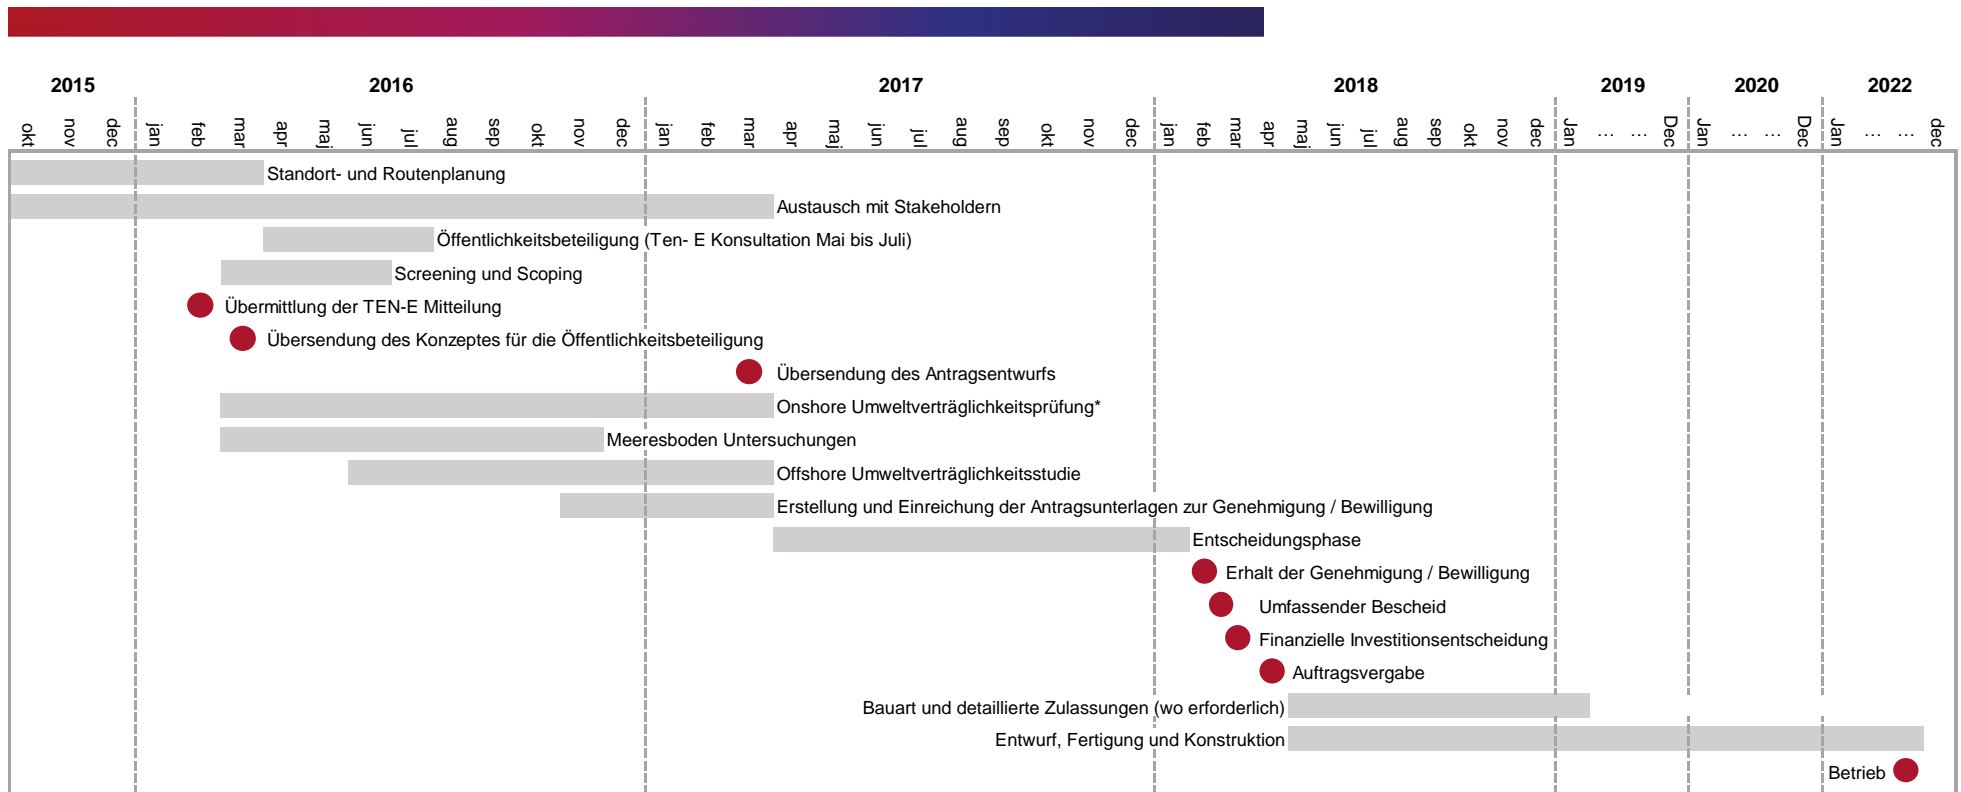 2015 2016 2017 2018 2019 2020 2022
okt nov dec jan feb mar apr maj jun jul aug sep okt nov dec jan feb mar apr maj jun jul aug sep okt nov dec jan feb mar apr maj jun jul aug sep okt nov dec Jan ... ... Dec Jan ... ... Dec Jan ... ... dec
Standort- und Routenplanung
Austausch mit Stakeholdern
Öffentlichkeitsbeteiligung (Ten- E Konsultation Mai bis Juli)
Screening und Scoping
Übermittlung der TEN-E Mitteilung
Übersendung des Konzeptes für die Öffentlichkeitsbeteiligung
Übersendung des Antragsentwurfs
Onshore Umweltverträglichkeitsprüfung*
Meeresboden Untersuchungen
Offshore Umweltverträglichkeitsstudie
Erstellung und Einreichung der Antragsunterlagen zur Genehmigung / Bewilligung
Entscheidungsphase
Erhalt der Genehmigung / Bewilligung
Umfassender Bescheid
Finanzielle Investitionsentscheidung
Auftragsvergabe
Bauart und detaillierte Zulassungen (wo erforderlich)
Entwurf, Fertigung und Konstruktion
Betrieb